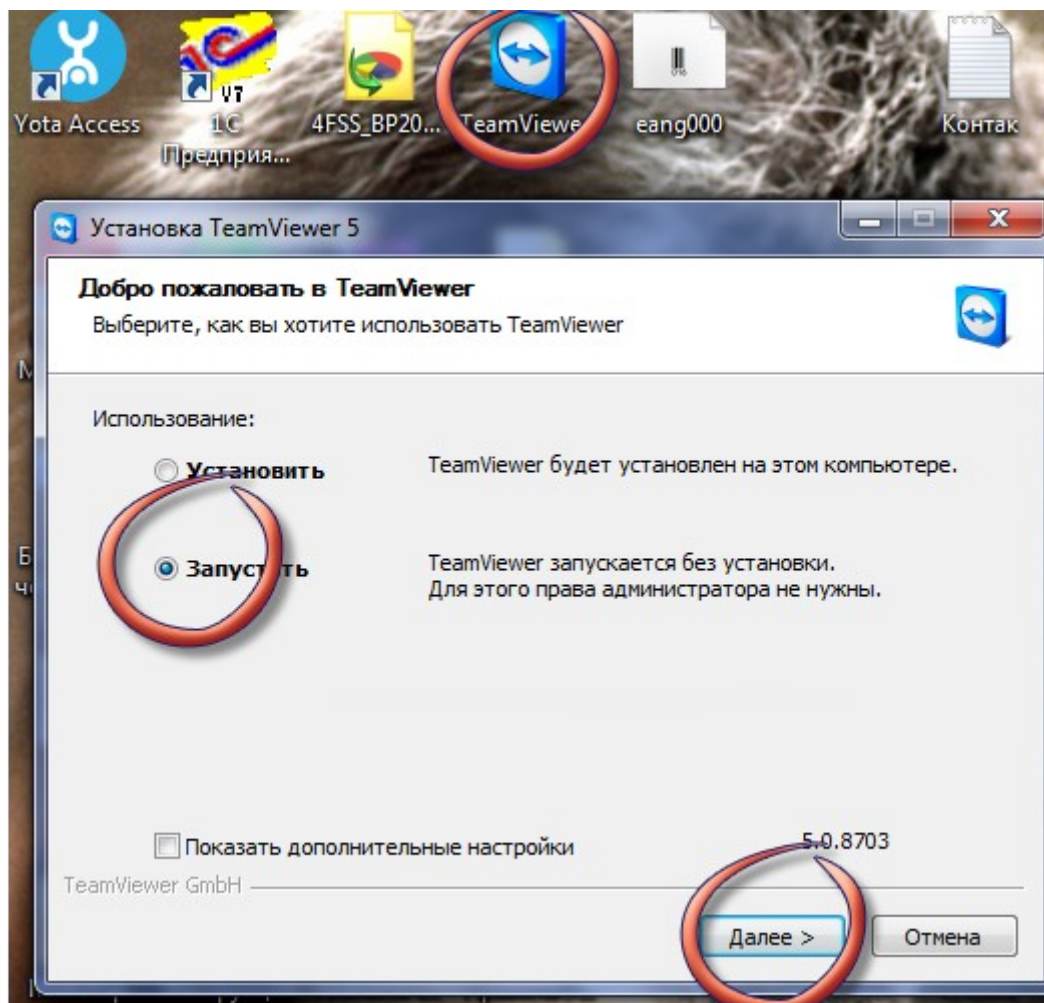 Yota Access
1С
Предприя...
V7
4FSS_BP20...
TeamViewe
eang000
016
Контак
Установка TeamViewer 5
Добро пожаловать в TeamViewer
Выберите, как вы хотите использовать TeamViewer
Использование:
Установить
TeamViewer будет установлен на этом компьютере.
Запустить
TeamViewer запускается без установки.
Для этого права администратора не нужны.
Показать дополнительные настройки
5.0.8703
TeamViewer GmbH
Далее >
Отмена